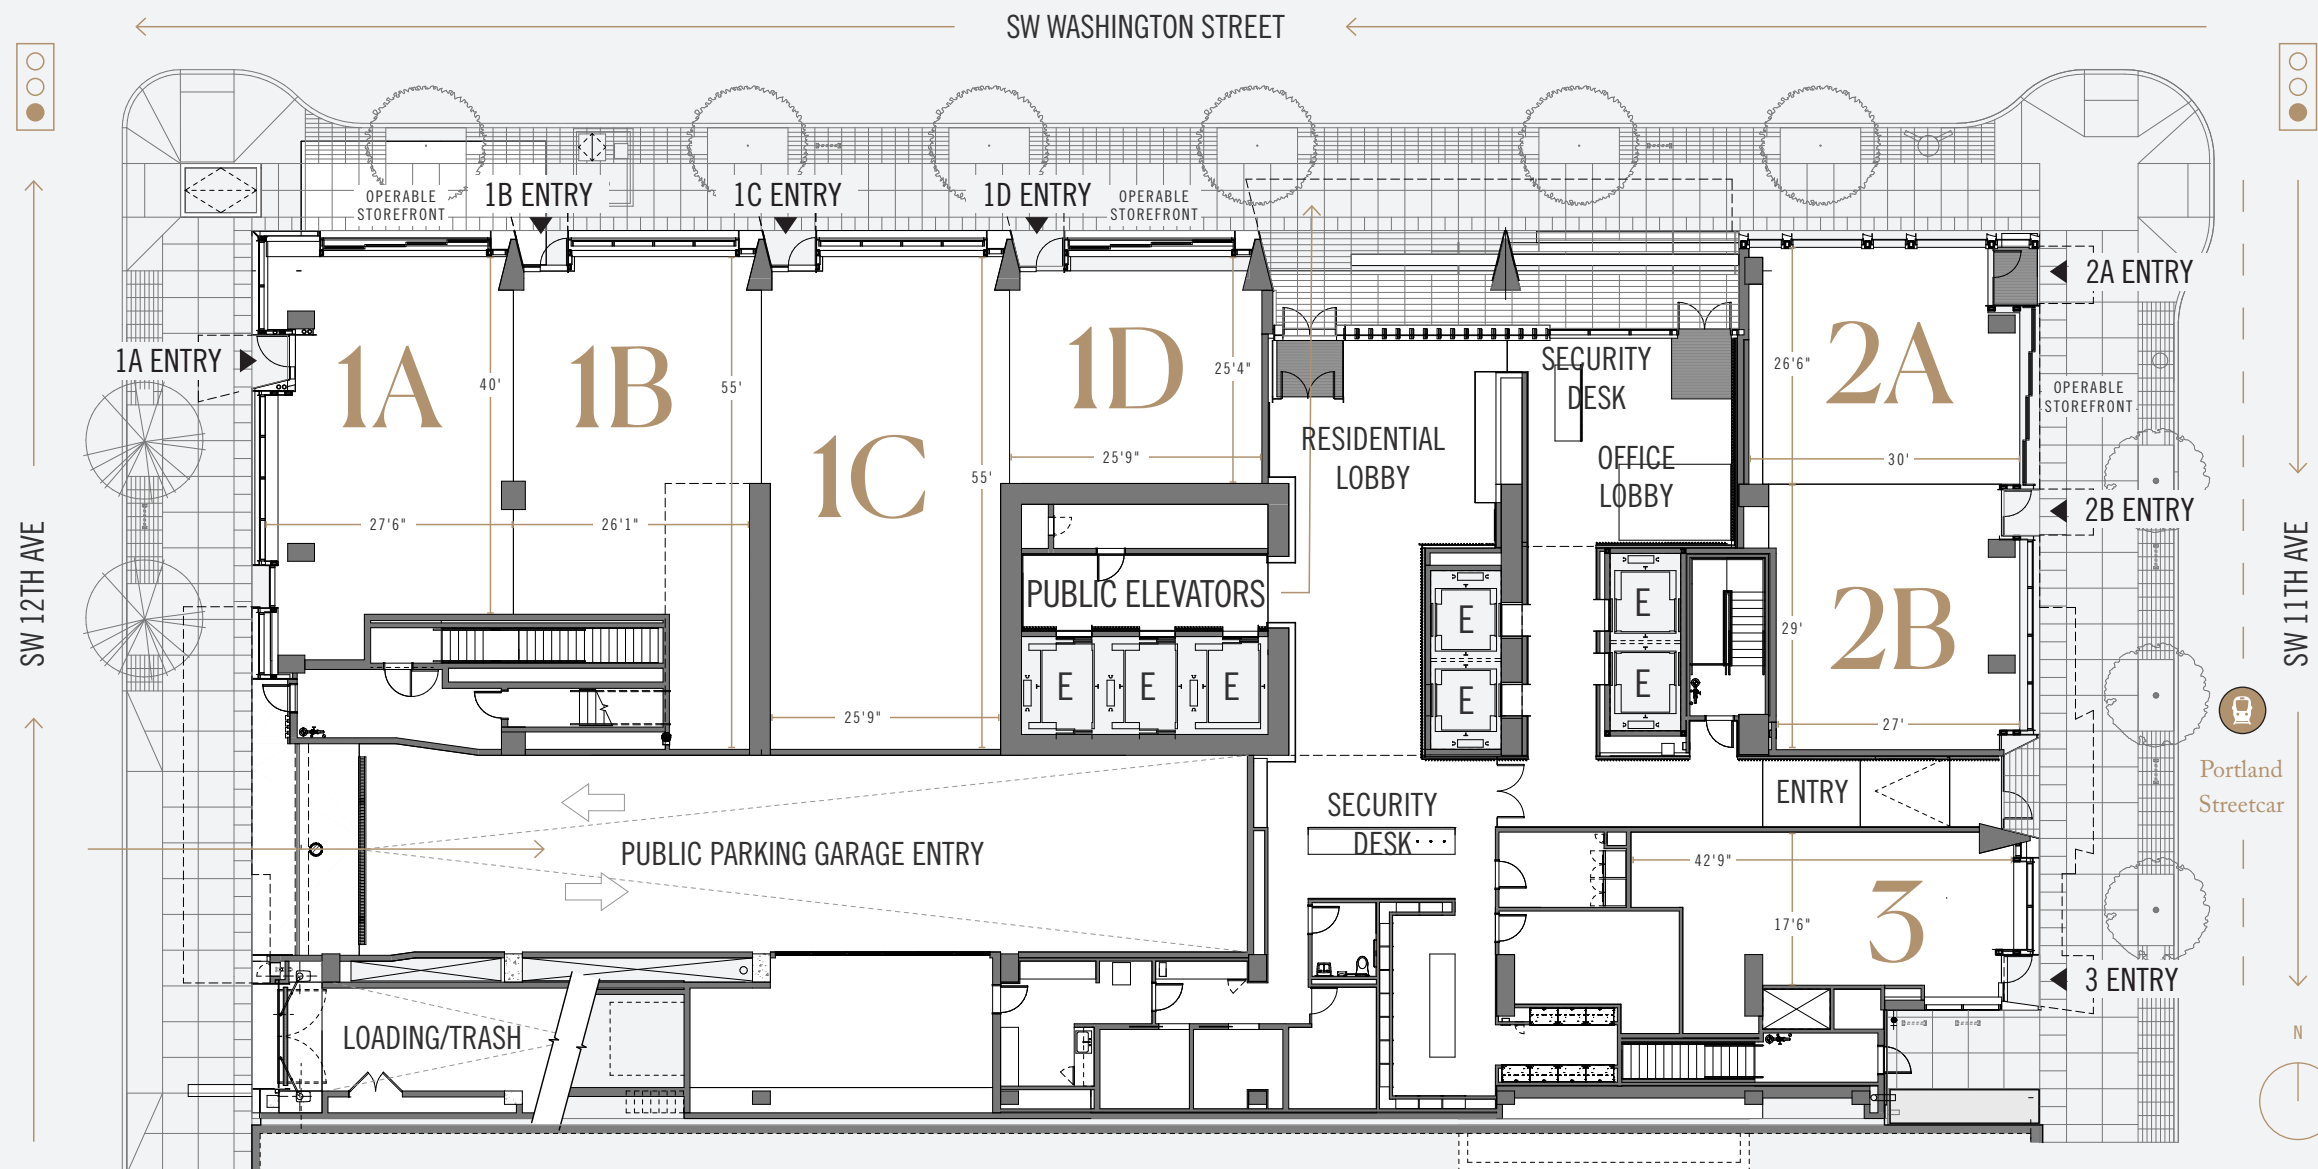 SW WASHINGTON STREET
OPERABLE
STOREFRONT
1B ENTRY
1C ENTRY
1D ENTRY
OPERABLE
STOREFRONT
2A ENTRY
1A ENTRY
1A
40'
1B
55'
1C
55'
1D
25'4"
25'9"
SECURITY
DESK
RESIDENTIAL
LOBBY
OFFICE
LOBBY
2A
26'6"
30'
OPERABLE
STOREFRONT
27'6"
26'1"
2B ENTRY
SW 12TH AVE
SW 11TH AVE
PUBLIC ELEVATORS
E
E
E
E
E
E
E
2B
29'
27'
25'9"
Portland
Streetcar
ENTRY
SECURITY
DESK
PUBLIC PARKING GARAGE ENTRY
42'9"
17'6"
3
3 ENTRY
LOADING/TRASH
N